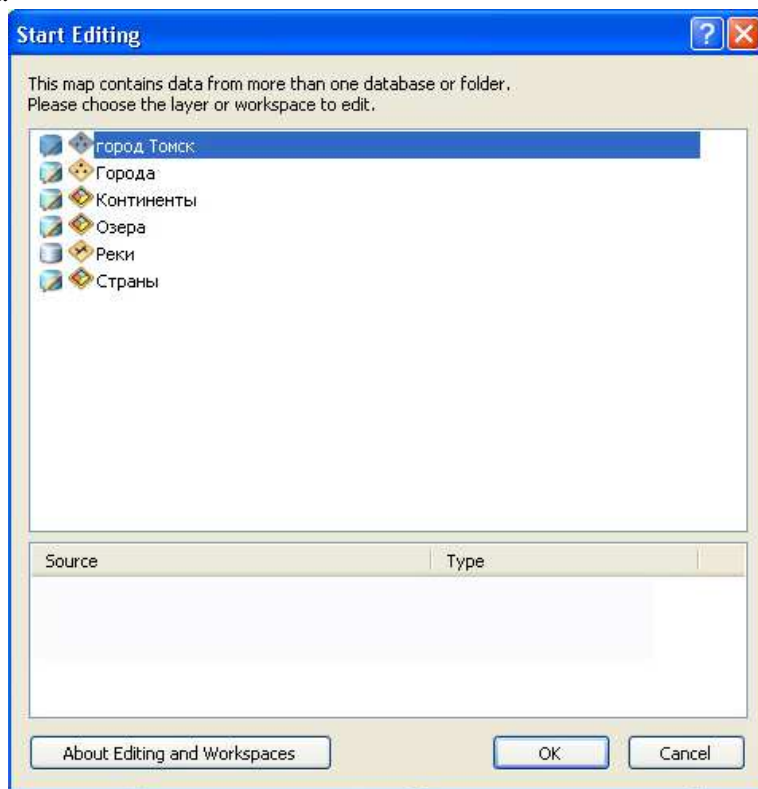 Start Editing
This map contains data from more than one database or folder.
Please choose the layer or workspace to edit.
город Томск
Города
Континенты
Озера
Реки
Страны
Source Type
About Editing and Workspaces OK Cancel